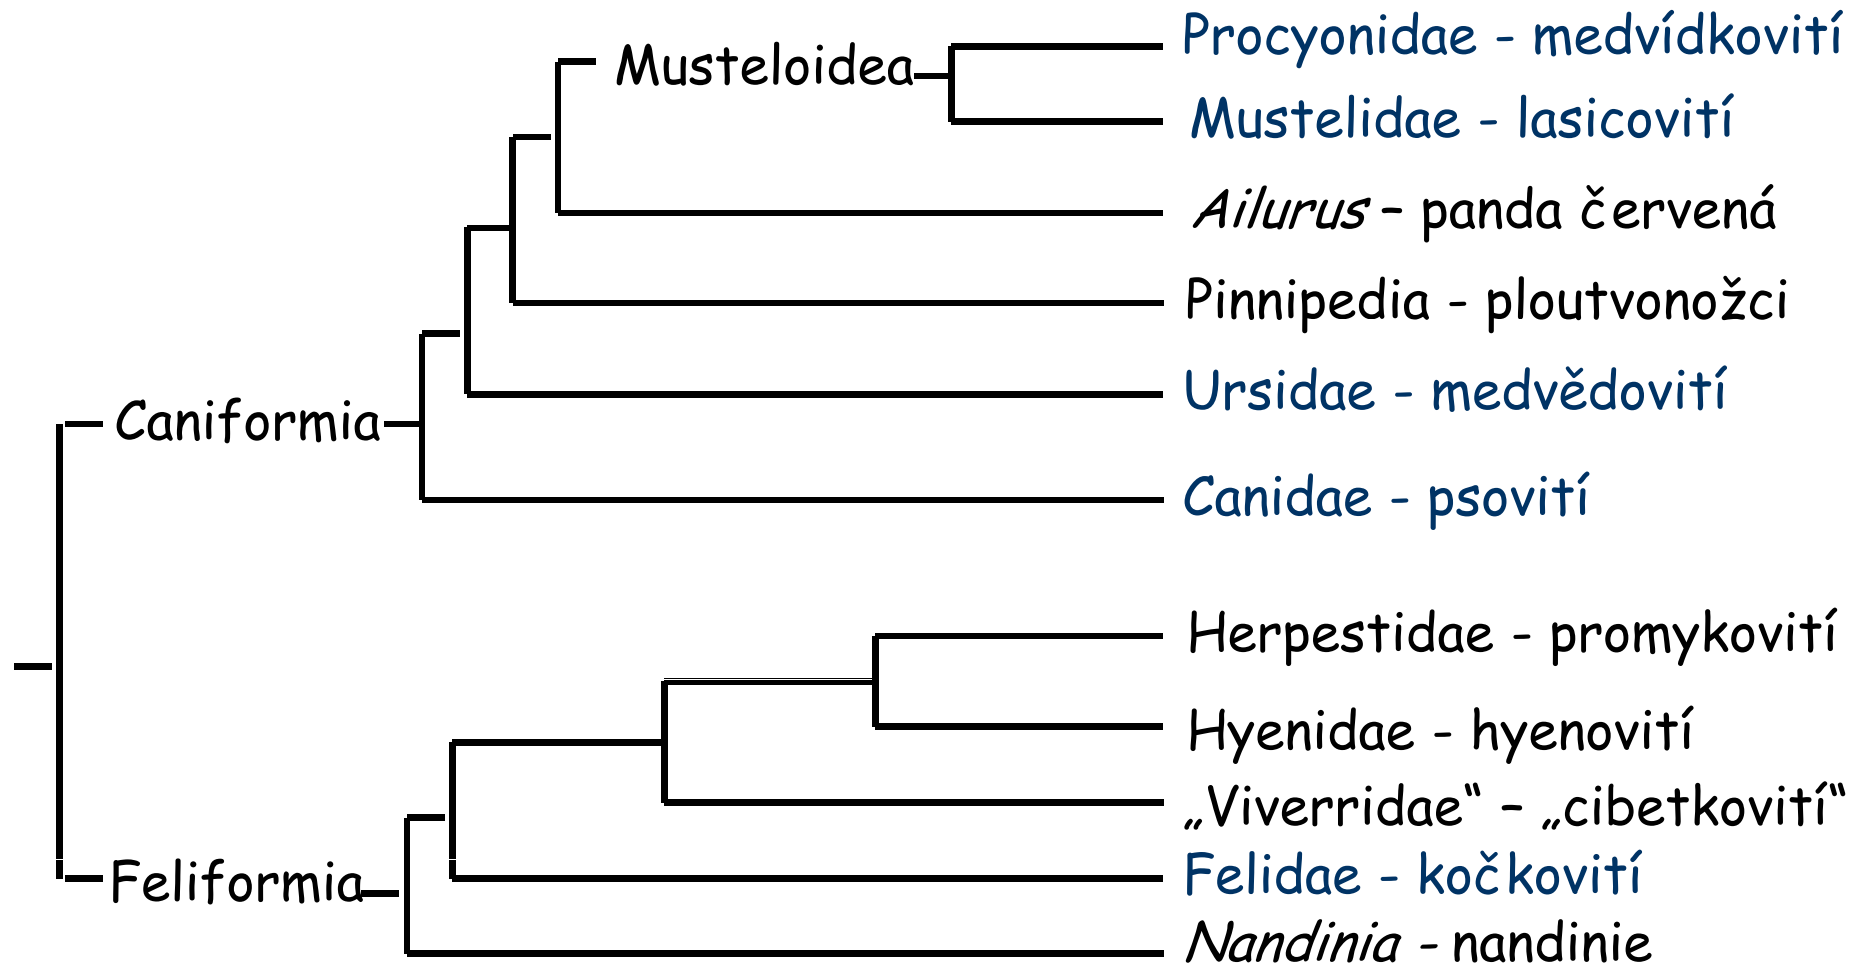 Procyonidae - medvídkovití
Musteloidea
Mustelidae - lasicovití
Ailurus – panda červená
Pinnipedia - ploutvonožci
Ursidae - medvědovití
Caniformia
Canidae - psovití
Herpestidae - promykovití
Hyenidae - hyenovití
„Viverridae“ – „cibetkovití“
Feliformia
Felidae - kočkovití
Nandinia - nandinie